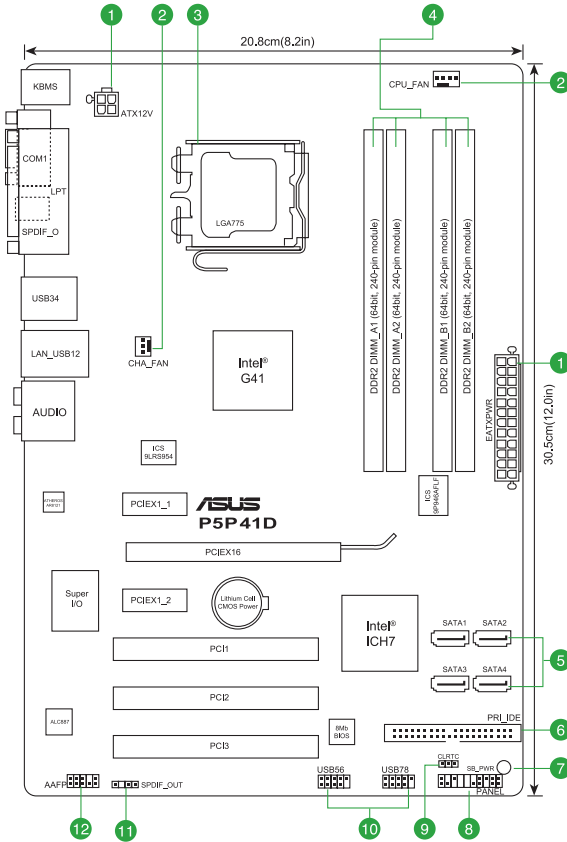 1
2
3
4
20.8cm(8.2in)
KBMS
ATX12V
CPU_FAN
2
COM1
LPT
SPDIF_O
LGA775
DDR2 DIMM_A1 (64bit, 240-pin module)
DDR2 DIMM_A2 (64bit, 240-pin module)
DDR2 DIMM_B1 (64bit, 240-pin module)
DDR2 DIMM_B2 (64bit, 240-pin module)
USB34
LAN_USB12
CHA_FAN
2
Intel®
G41
1
EATXPWR
30.5cm(12.0in)
AUDIO
ICS
9LRS954
ICS
9P946AFLF
PCIEX1_1
ASUS
P5P41D
PCIEX16
Super
I/O
PCIEX1_2
Lithium Cell
CMOS Power
Intel®
ICH7
SATA1
SATA2
SATA3
SATA4
5
PCI1
PCI2
PCI3
ALC887
8Mb
BIOS
PRI_IDE
6
CLRTC
SB_PWR
7
AAFP
SPDIF_OUT
USB56
USB78
PANEL
12
11
10
9
8